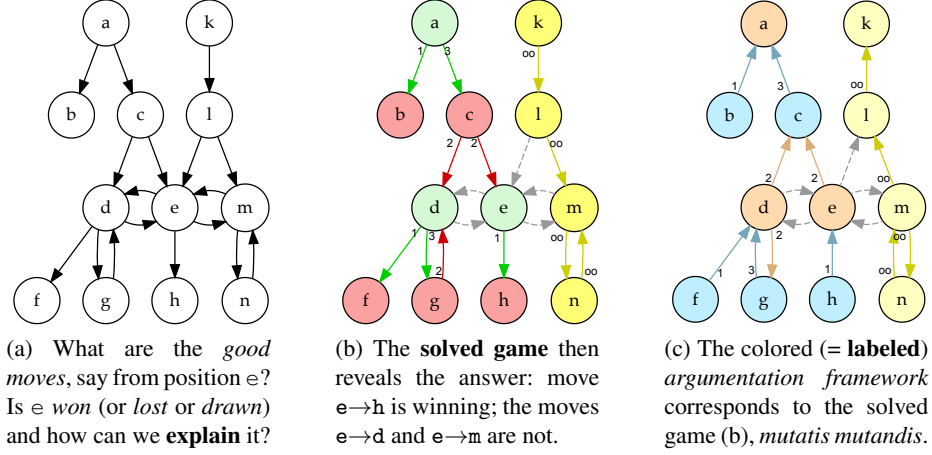 a
k
b
c
l
d
e
m
f
g
h
n
a
k
1
3
oo
b
c
l
2
2
oo
d
e
m
1
3
1
oo
2
oo
f
g
h
n
a
k
1
3
oo
b
c
l
2
2
oo
d
e
m
2
oo
1
3
1
oo
f
g
h
n
(a) What are the good
moves, say from position e?
Is e won (or lost or drawn)
and how can we explain it?
(b) The solved game then
reveals the answer: move
e→h is winning; the moves
e→d and e→m are not.
(c) The colored (= labeled)
argumentation framework
corresponds to the solved
game (b), mutatis mutandis.